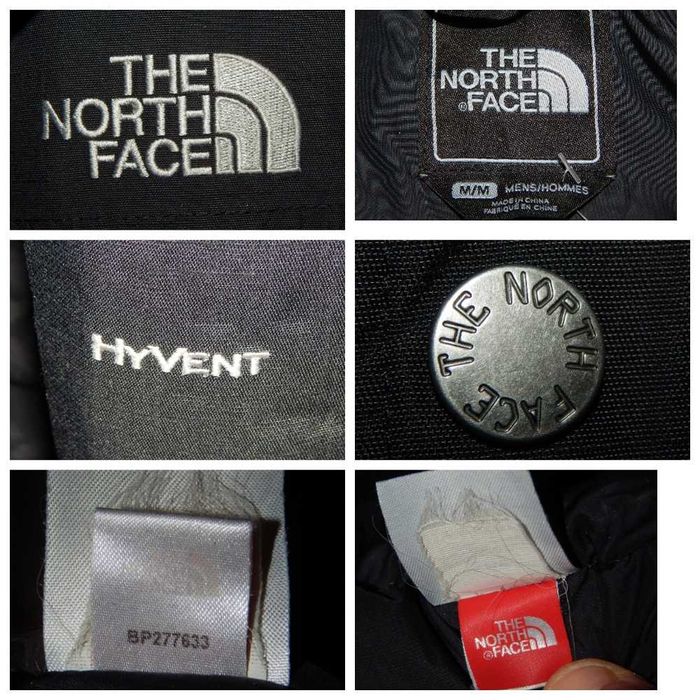 THE
NORTH
FACE
THE
NORTH
®FACE
M/M MENS/HOMMES
MADE IN CHINA
FABRIQUÉ EN CHINE
HYVENT
THE NORTH FACE
BP277633
THE
NORTH
®FACE